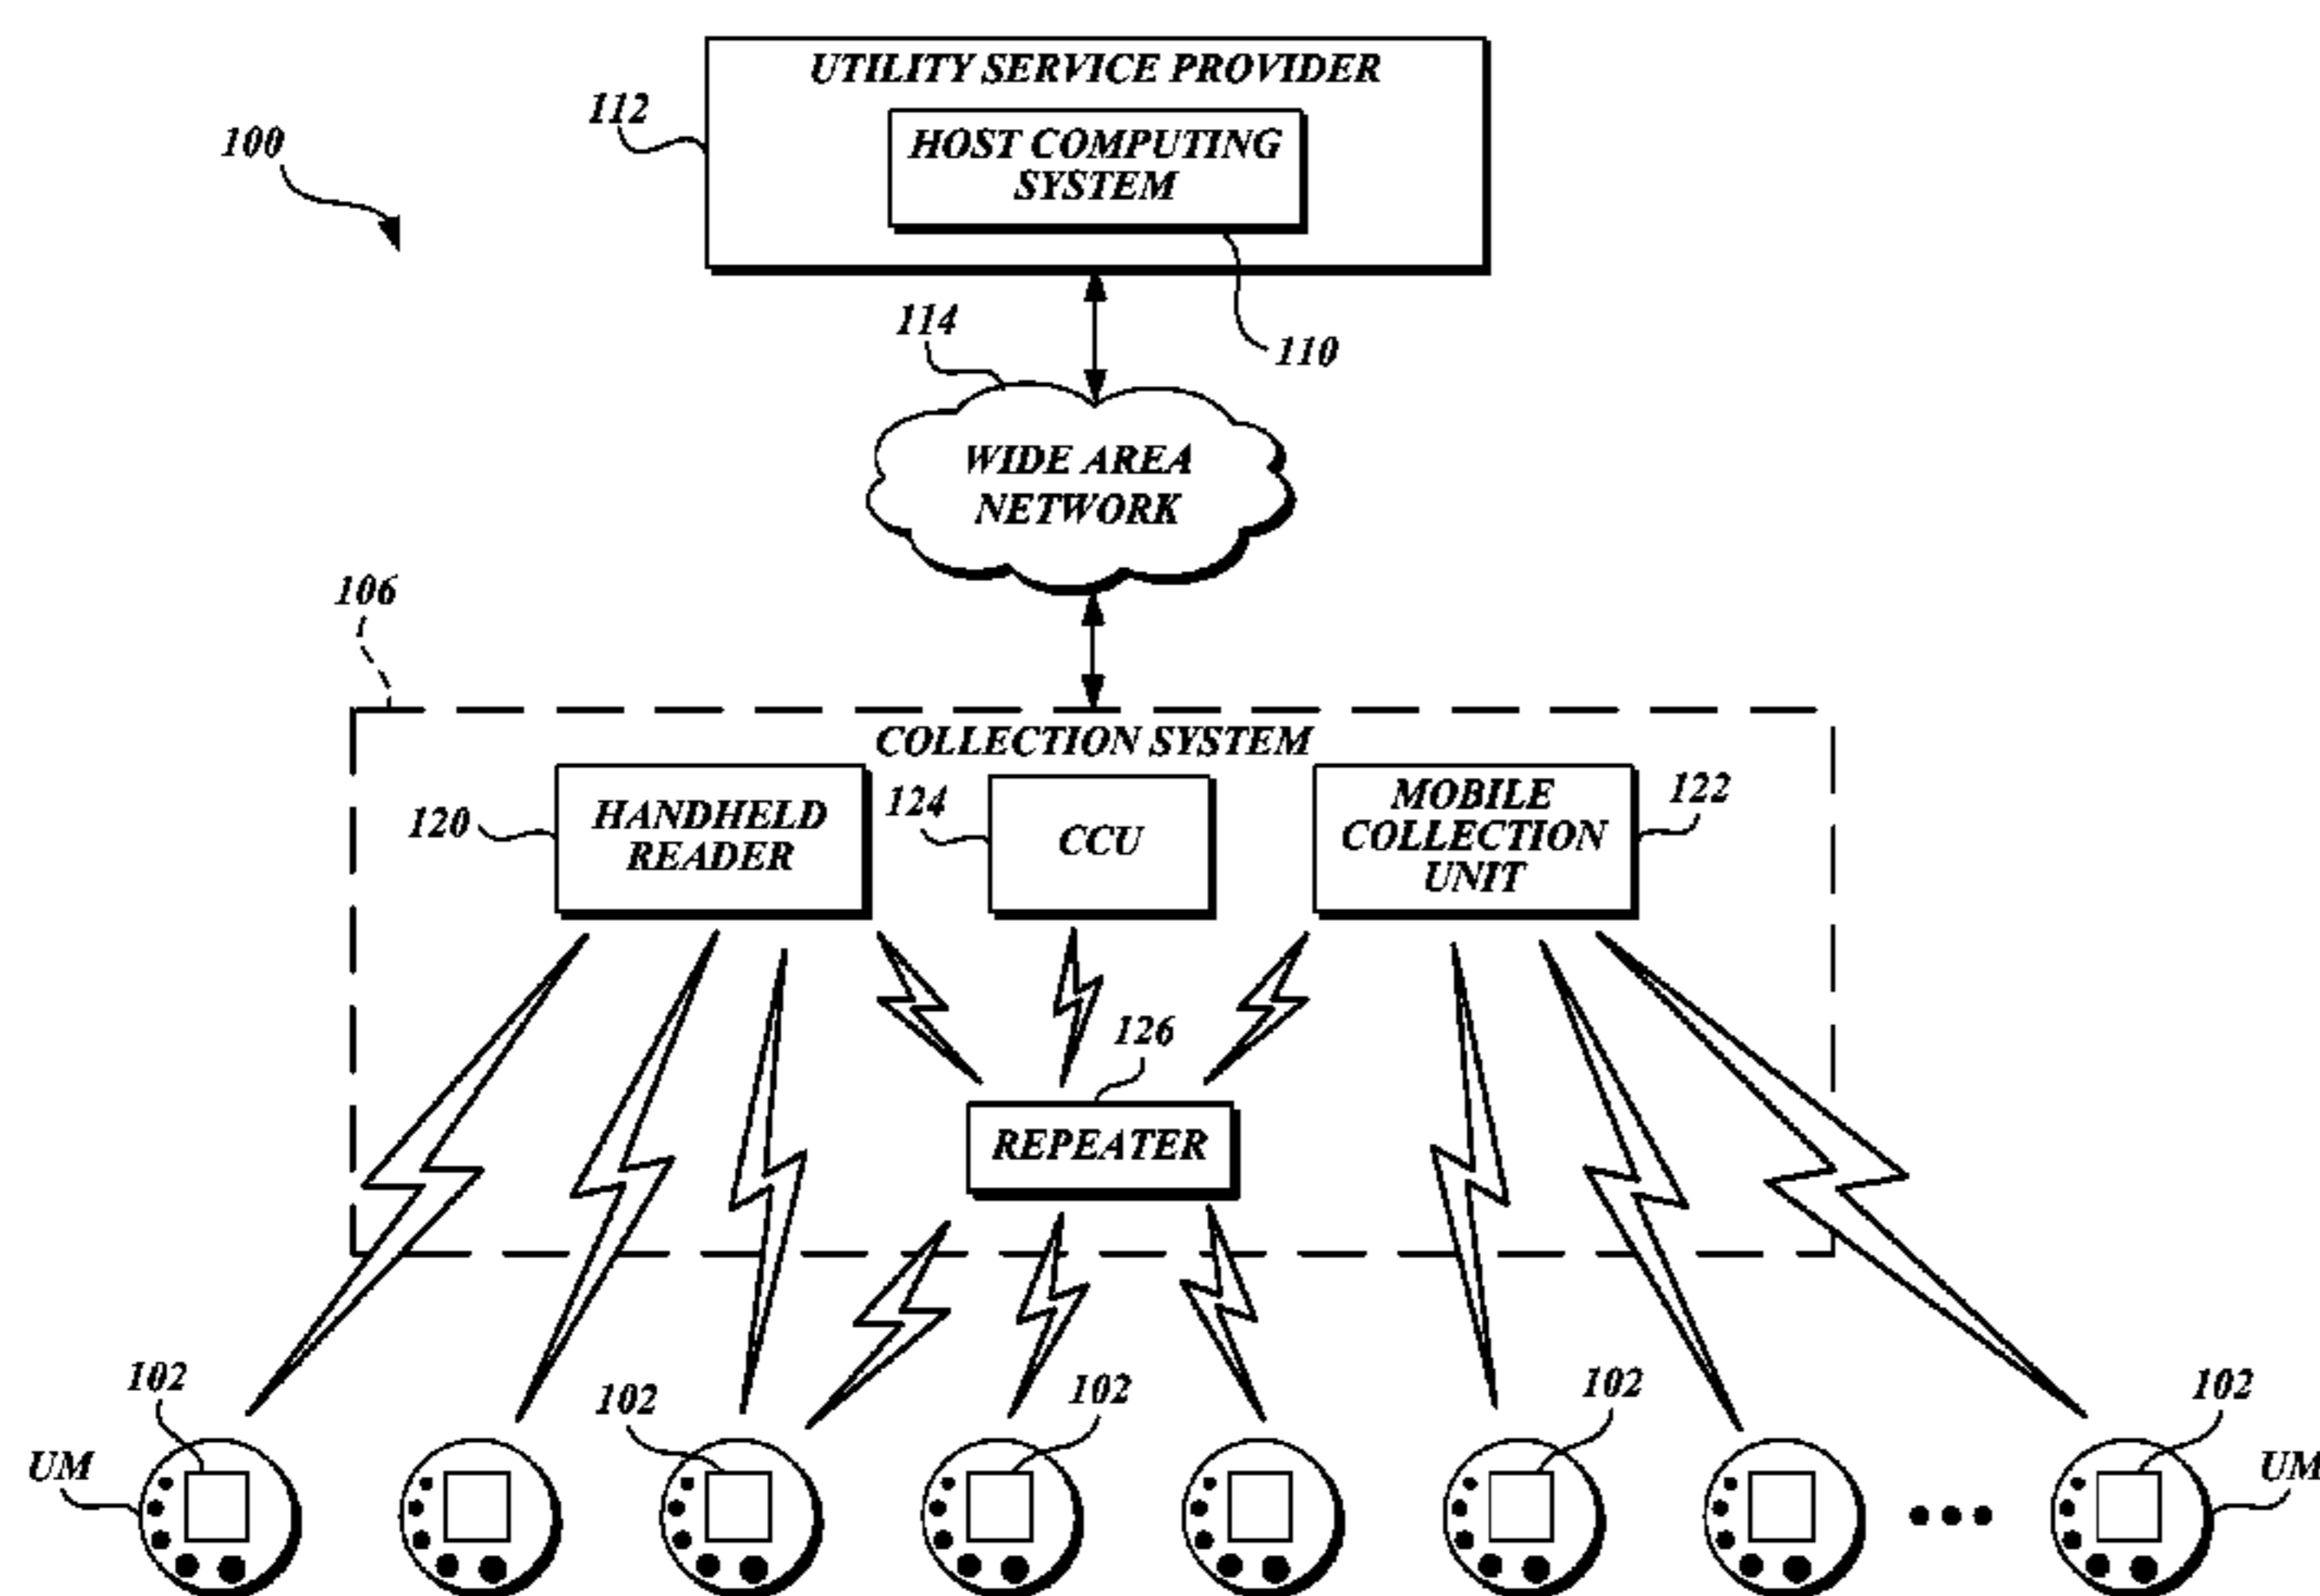 UTILITY SERVICE PROVIDER
112
HOST COMPUTING
SYSTEM
100
114
110
WIDE AREA
NETWORK
106
COLLECTION SYSTEM
120
HANDHELD
READER
124
CCU
MOBILE
COLLECTION
UNIT
122
126
REPEATER
102
102
102
102
102
UM
UM